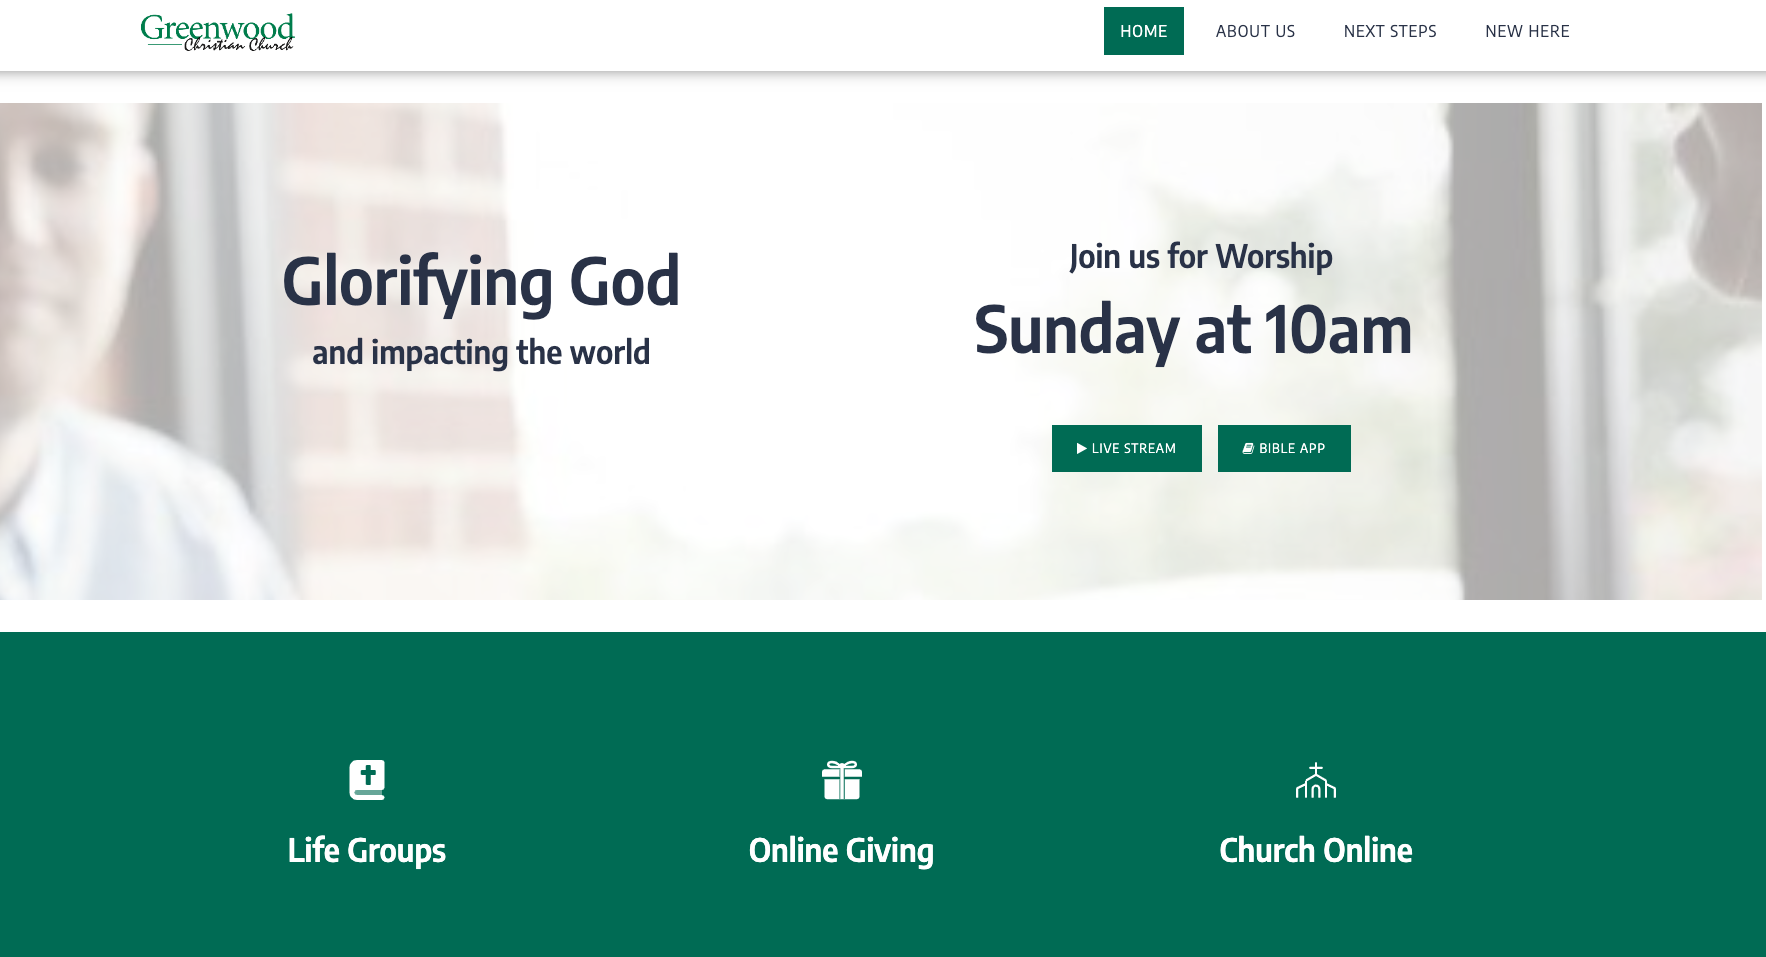 Greenwood
Christian Church
HOME
ABOUT US
NEXT STEPS
NEW HERE
Glorifying God
and impacting the world
Join us for Worship
Sunday at 10am
LIVE STREAM
BIBLE APP
Life Groups
Online Giving
Church Online